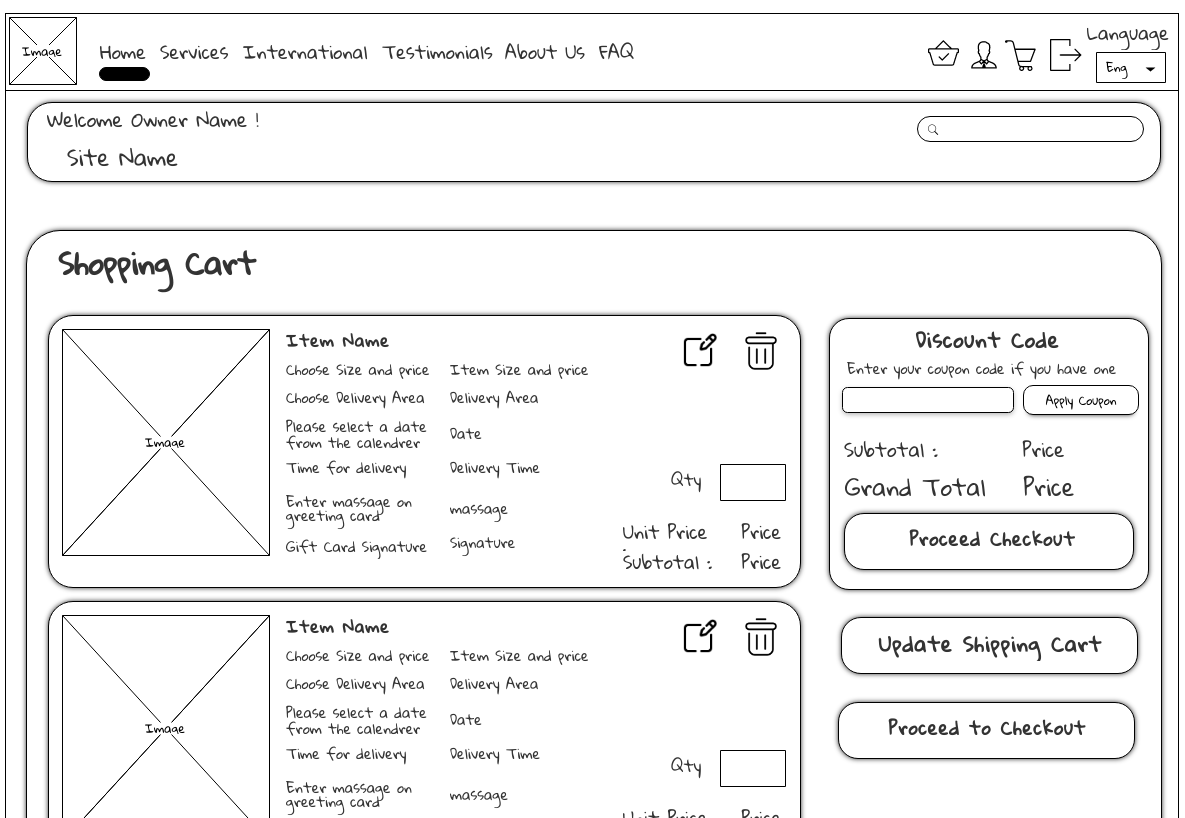 Image
Home Services International Testimonials About Us FAQ
Language
Eng
Welcome Owner Name !
Site Name
Shopping Cart
Image
Item Name
Choose Size and price Item Size and price
Choose Delivery Area Delivery Area
Please select a date
from the calendrer
Date
Time for delivery Delivery Time
Enter massage on
greeting card
massage
Gift Card Signature Signature
Qty
Unit Price Price
:
Subtotal : Price
Discount Code
Enter your coupon code if you have one
Apply Coupon
Subtotal : Price
Grand Total Price
Proceed Checkout
Update Shipping Cart
Proceed to Checkout
Image
Item Name
Choose Size and price Item Size and price
Choose Delivery Area Delivery Area
Please select a date
from the calendrer
Date
Time for delivery Delivery Time
Enter massage on
greeting card
massage
Qty
Unit Price Price